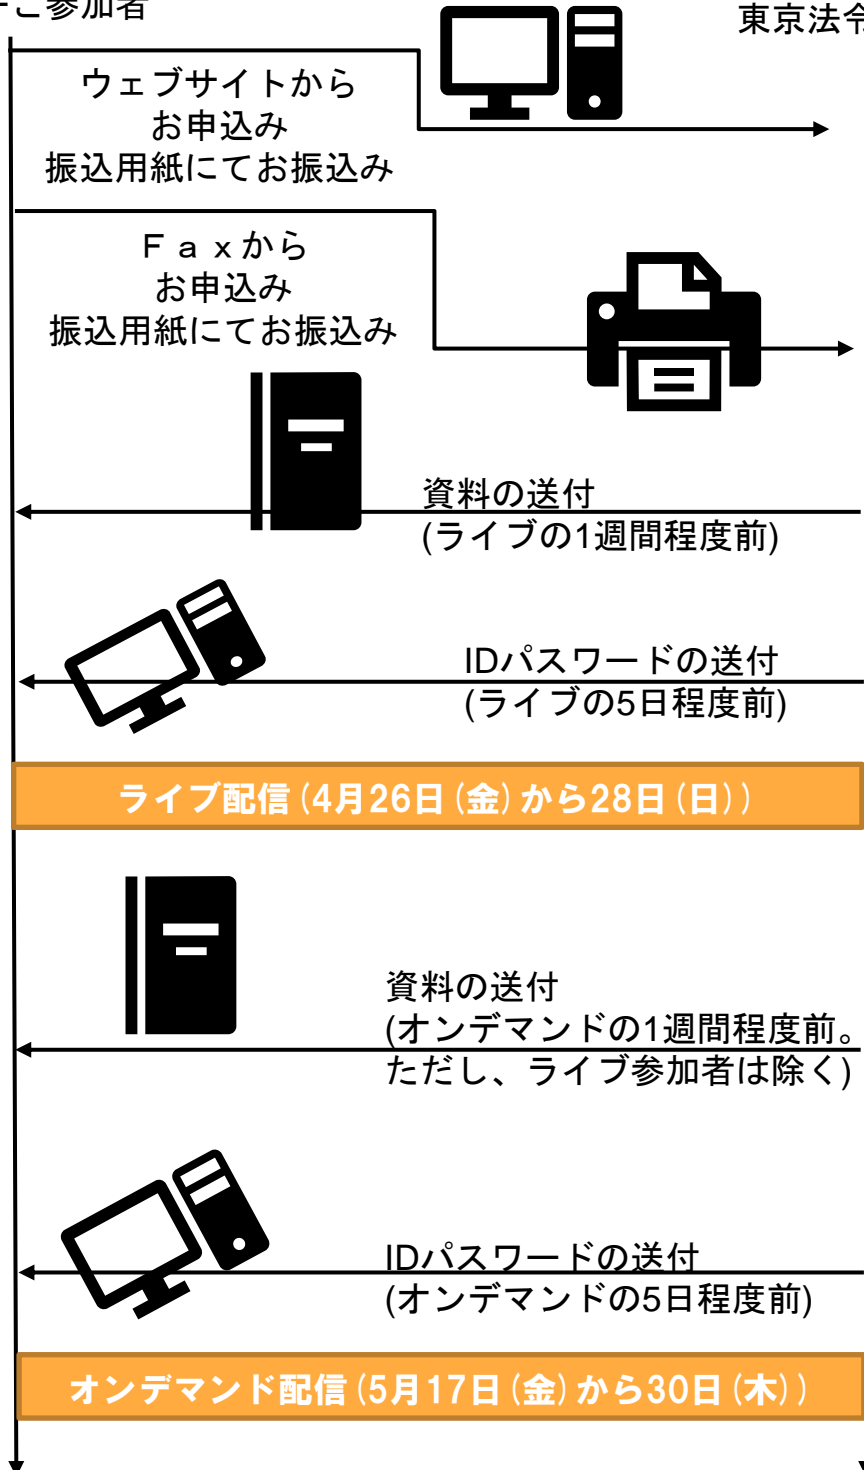 ご参加者
東京法令
ウェブサイトから
お申込み
振込用紙にてお振込み
Ｆａｘから
お申込み
振込用紙にてお振込み
資料の送付
(ライブの1週間程度前)
IDパスワードの送付
(ライブの5日程度前)
ライブ配信(4月26日(金)から28日(日))
資料の送付
(オンデマンドの1週間程度前。
ただし、ライブ参加者は除く)
IDパスワードの送付
(オンデマンドの5日程度前)
オンデマンド配信(5月17日(金)から30日(木))